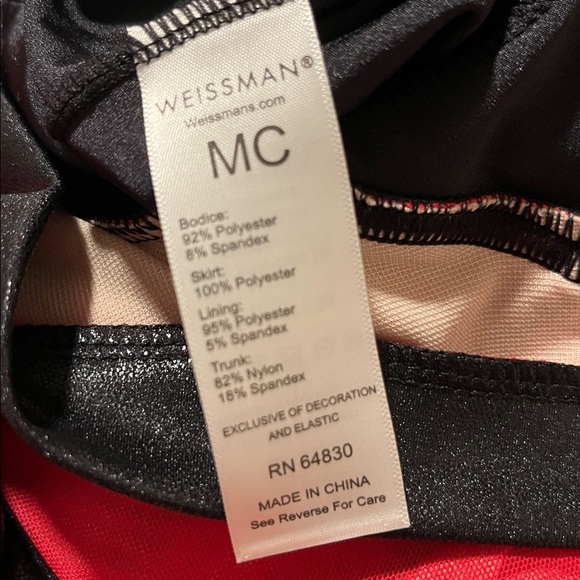 WEISSMAN®
Weissmans.com
MC
Bodice:
92% Polyester
8% Spandex
Skirt:
100% Polyester
Lining:
95% Polyester
5% Spandex
Trunk:
82% Nylon
18% Spandex
EXCLUSIVE OF DECORATION
AND ELASTIC
RN 64830
MADE IN CHINA
See Reverse For Care